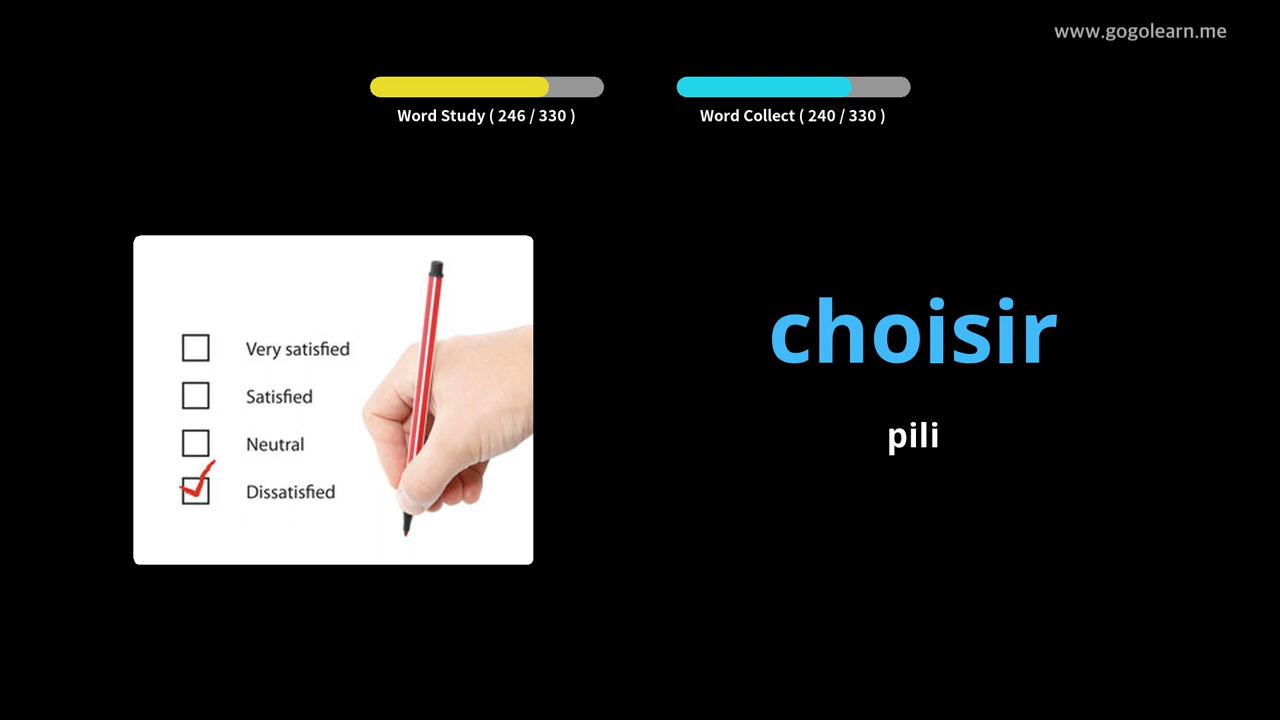 www.gogolearn.me
Word Study ( 246 / 330 )
Word Collect ( 240 / 330 )
Very satisfied
Satisfied
Neutral
Dissatisfied
choisir
pili